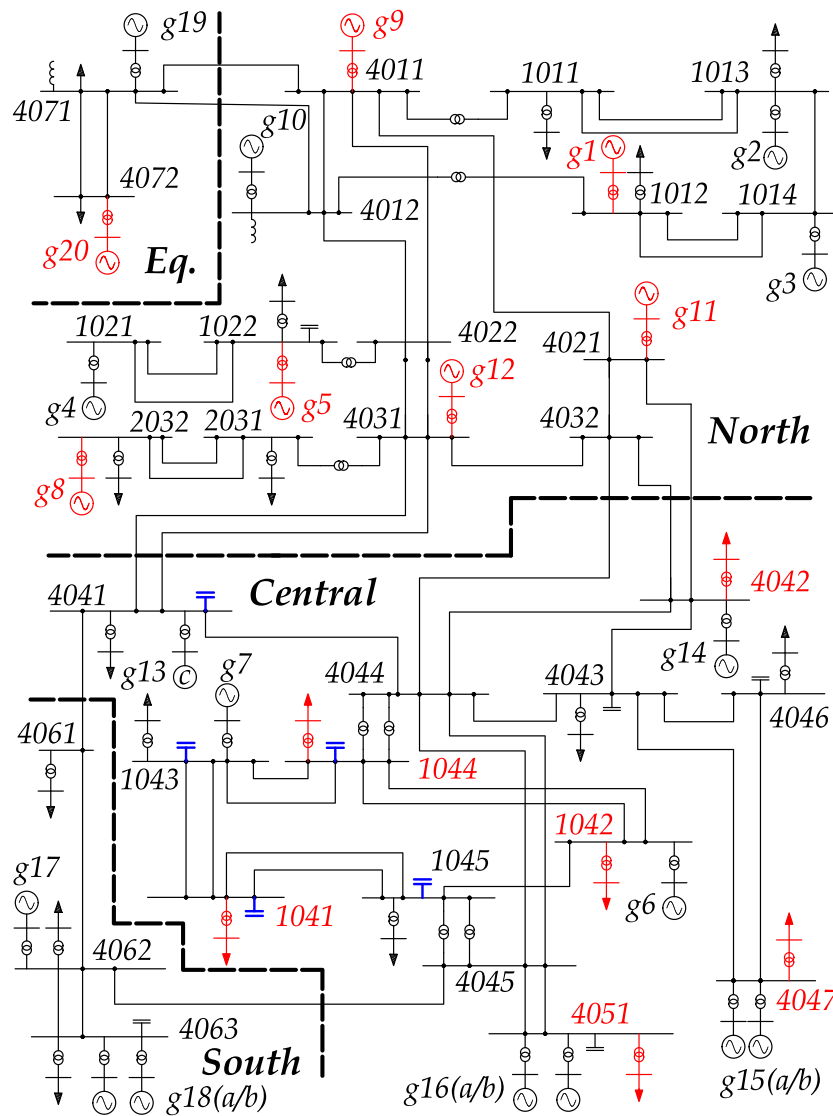 g19
g9
4011
1011
1013
4071
g10
g1
g2
4072
4012
1012
1014
g20
Eq.
g3
g11
1021
1022
4022
4021
g12
g4
g5
2032
2031
4031
4032
North
g8
Central
4042
4041
g13
c
g7
4044
4043
g14
4046
4061
1043
1044
1042
1045
g17
1041
g6
4062
4045
4047
4063
4051
South
g18(a/b)
g16(a/b)
g15(a/b)